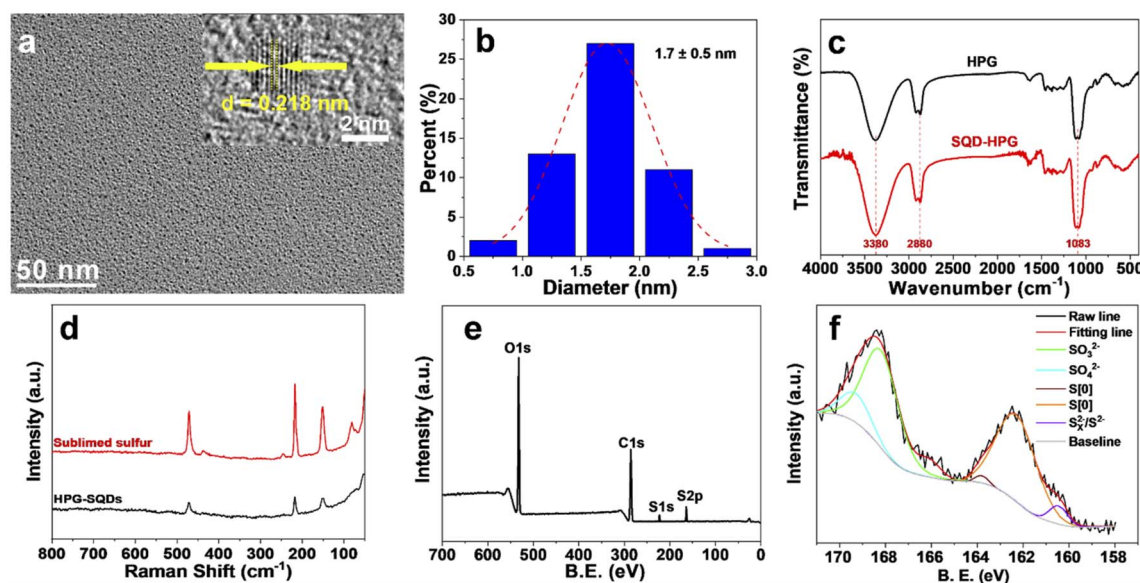 a
d = 0.218 nm
2 nm
50 nm
b
1.7 ± 0.5 nm
Percent (%)
30
25
20
15
10
5
0
0.5 1.0 1.5 2.0 2.5 3.0
Diameter (nm)
c
HPG
SQD-HPG
Transmittance (%)
3380 2880 1083
4000 3500 3000 2500 2000 1500 1000 500
Wavenumber (cm⁻¹)
d
Sublimed sulfur
HPG-SQDs
Intensity (a.u.)
800 700 600 500 400 300 200 100
Raman Shift (cm⁻¹)
e
O1s
C1s
S1s
S2p
Intensity (a.u.)
700 600 500 400 300 200 100 0
B.E. (eV)
f
Raw line
Fitting line
SO₃²⁻
SO₄²⁻
S[0]
S[0]
Sₓ²⁻/S²⁻
Baseline
Intensity (a.u.)
170 168 166 164 162 160 158
B. E. (eV)